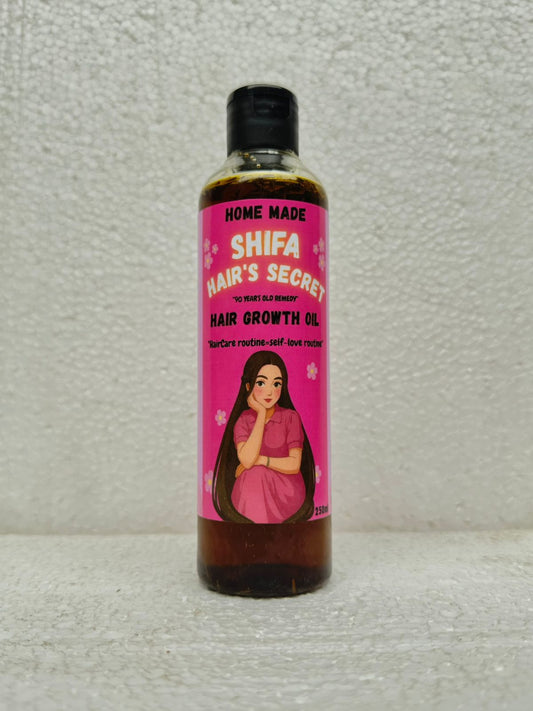 HOME MADE
SHIFA
HAIR'S SECRET
"90 YEARS OLD REMEDY"
HAIR GROWTH OIL
"HairCare routine=self-love routine"
250ml